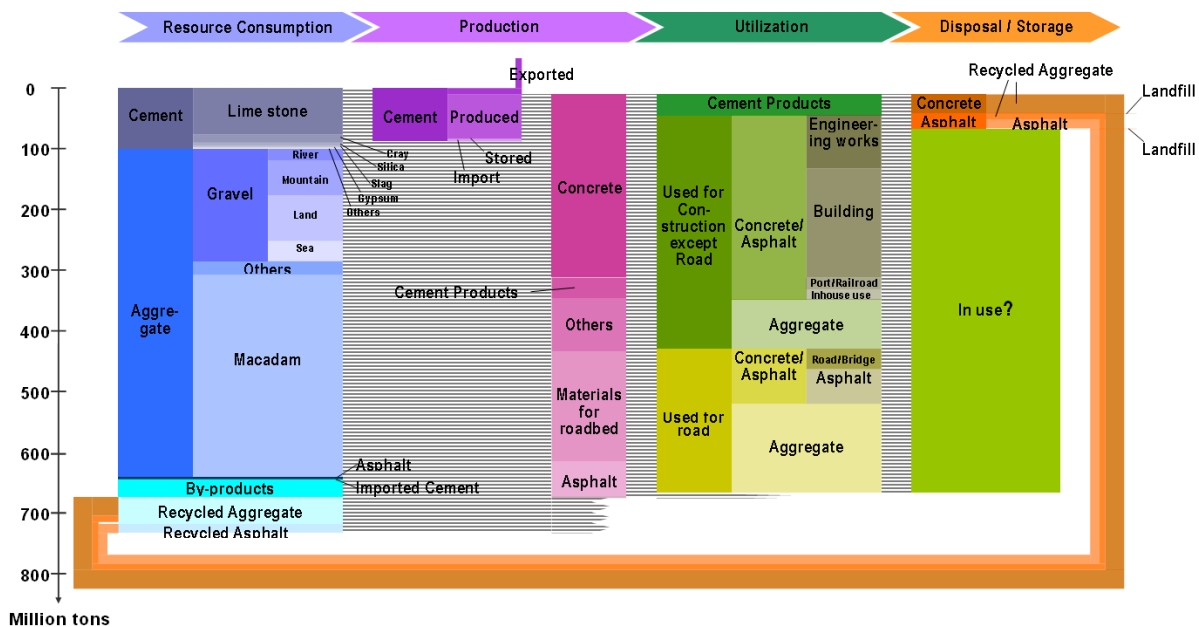 Resource Consumption
Production
Utilization
Disposal / Storage
0
100
200
300
400
500
600
700
800
Million tons
Cement
Lime stone
Aggre-
gate
Gravel
River
Mountain
Land
Sea
Others
Macadam
Cray
Silica
Slag
Gypsum
Others
Asphalt
Imported Cement
By-products
Recycled Aggregate
Recycled Asphalt
Exported
Cement
Produced
Stored
Import
Concrete
Cement Products
Others
Materials
for
roadbed
Asphalt
Cement Products
Used for
Con-
struction
except
Road
Concrete/
Asphalt
Engineer-
ing works
Building
Port/Railroad
Inhouse use
Aggregate
Used for
road
Concrete/
Asphalt
Road/Bridge
Asphalt
Aggregate
Recycled Aggregate
Concrete
Asphalt
Asphalt
Landfill
Landfill
In use?